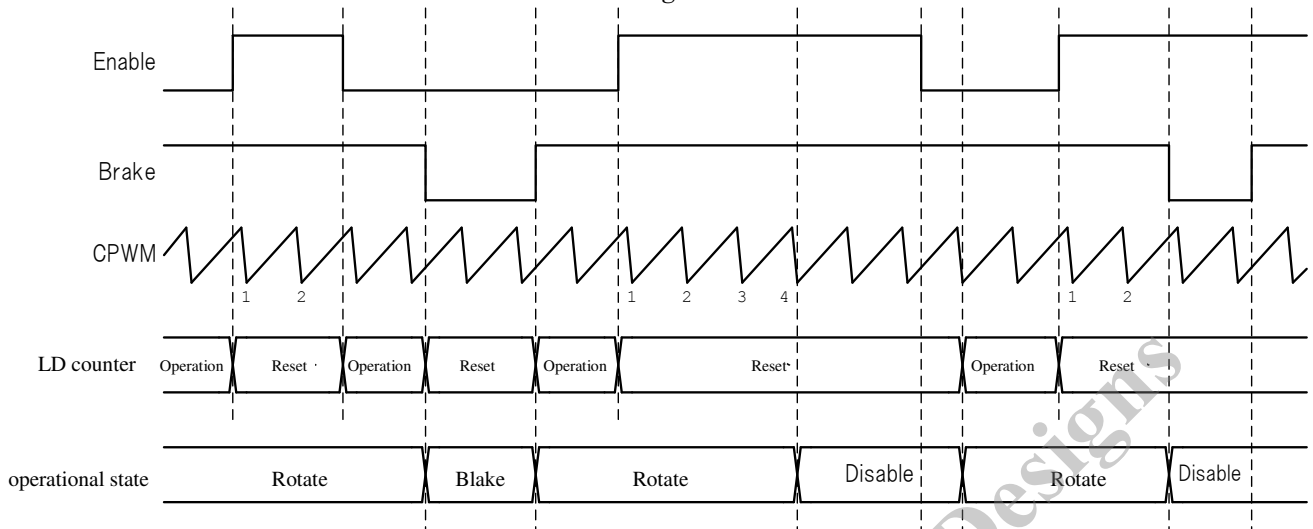 Enable
Brake
CPWM
1 2 1 2 3 4 1 2
LD counter Operation Reset Operation Reset Operation Reset Operation Reset
operational state Rotate Blake Rotate Disable Rotate Disable
Designs